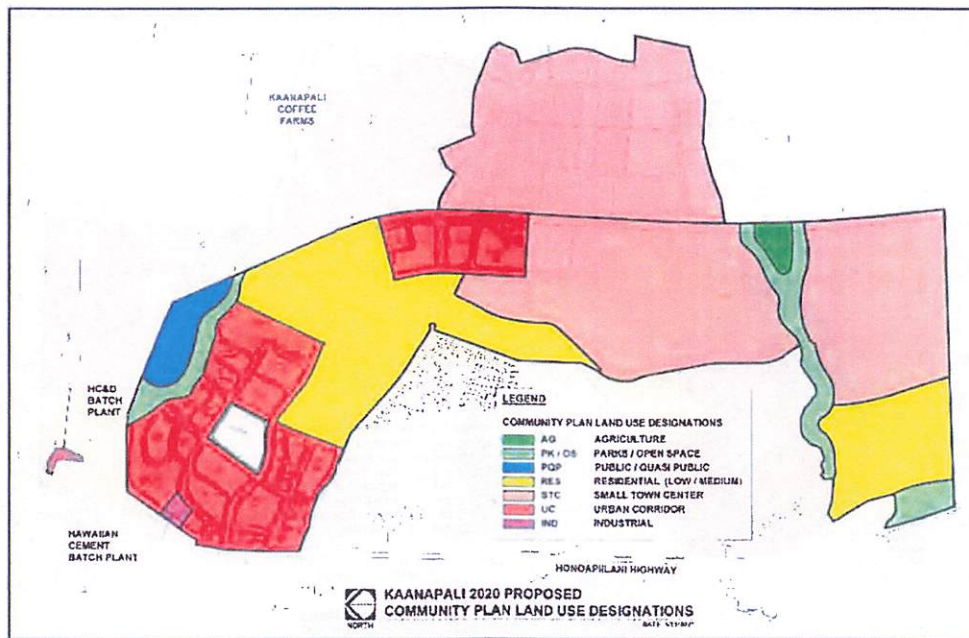 KAANAPALI
COFFEE
FARMS
HC&D
BATCH
PLANT
HAWAIIAN
CEMENT
BATCH PLANT
LEGEND
COMMUNITY PLAN LAND USE DESIGNATIONS
AG AGRICULTURE
PK / OS PARKS / OPEN SPACE
PQP PUBLIC / QUASI PUBLIC
RES RESIDENTIAL (LOW / MEDIUM)
STC SMALL TOWN CENTER
UC URBAN CORRIDOR
IND INDUSTRIAL
HONOAPIILANI HIGHWAY
KAANAPALI 2020 PROPOSED
COMMUNITY PLAN LAND USE DESIGNATIONS
NORTH